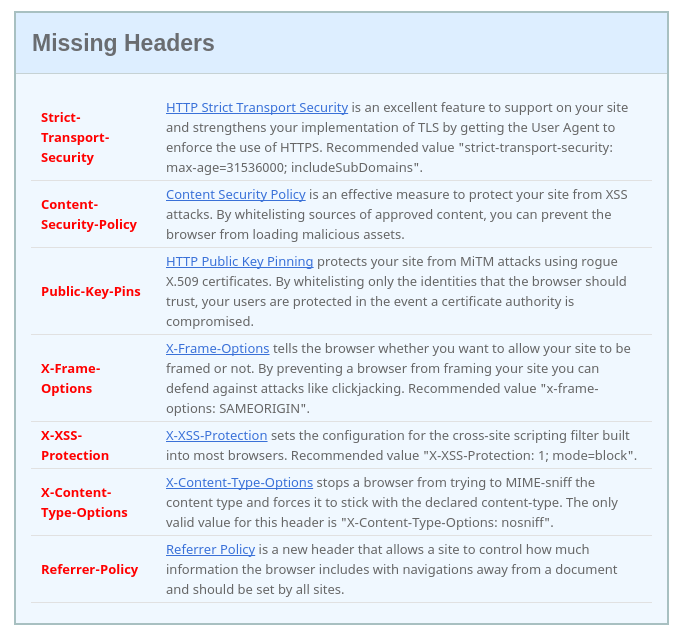 Missing Headers
Strict-
Transport-
Security
HTTP Strict Transport Security is an excellent feature to support on your site
and strengthens your implementation of TLS by getting the User Agent to
enforce the use of HTTPS. Recommended value "strict-transport-security:
max-age=31536000; includeSubDomains".
Content-
Security-Policy
Content Security Policy is an effective measure to protect your site from XSS
attacks. By whitelisting sources of approved content, you can prevent the
browser from loading malicious assets.
Public-Key-Pins
HTTP Public Key Pinning protects your site from MiTM attacks using rogue
X.509 certificates. By whitelisting only the identities that the browser should
trust, your users are protected in the event a certificate authority is
compromised.
X-Frame-
Options
X-Frame-Options tells the browser whether you want to allow your site to be
framed or not. By preventing a browser from framing your site you can
defend against attacks like clickjacking. Recommended value "x-frame-
options: SAMEORIGIN".
X-XSS-
Protection
X-XSS-Protection sets the configuration for the cross-site scripting filter built
into most browsers. Recommended value "X-XSS-Protection: 1; mode=block".
X-Content-
Type-Options
X-Content-Type-Options stops a browser from trying to MIME-sniff the
content type and forces it to stick with the declared content-type. The only
valid value for this header is "X-Content-Type-Options: nosniff".
Referrer-Policy
Referrer Policy is a new header that allows a site to control how much
information the browser includes with navigations away from a document
and should be set by all sites.